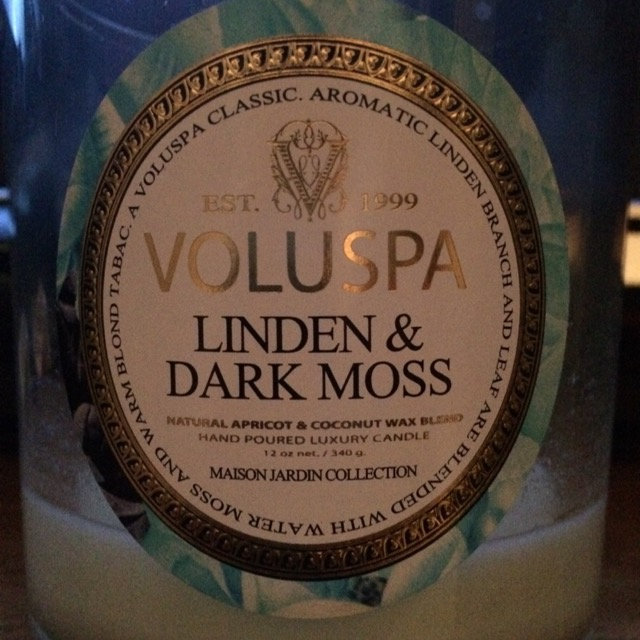 A VOLUSPA CLASSIC. AROMATIC LINDEN BRANCH AND LEAF ARE BLENDED WITH WATER MOSS AND WARM BLOND TABAC.
EST. 1999
VOLUSPA
LINDEN &
DARK MOSS
NATURAL APRICOT & COCONUT WAX BLEND
HAND POURED LUXURY CANDLE
12 oz net. / 340 g.
MAISON JARDIN COLLECTION